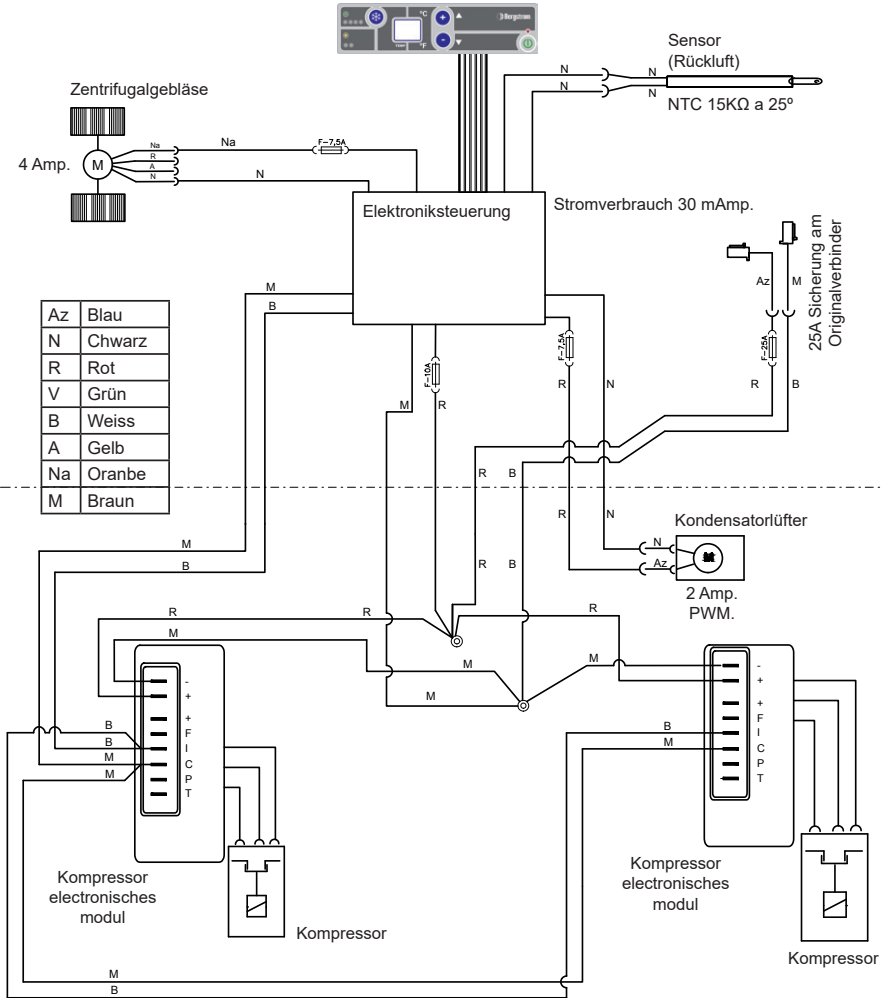 °C
Bergstrom
TEMP
°F
Sensor
(Rückluft)
N
N
N
N
NTC 15KΩ a 25º
Zentrifugalgebläse
4 Amp.
M
Na
R
A
N
Na
F-7,5A
N
Elektroniksteuerung
Stromverbrauch 30 mAmp.
25A Sicherung am
Originalverbinder
Az
M
F-25A
R
B
M
B
F-10A
M
R
F-7,5A
R
N
Az Blau
N Chwarz
R Rot
V Grün
B Weiss
A Gelb
Na Oranbe
M Braun
R
B
R
N
Kondensatorlüfter
N
Az
M
2 Amp.
PWM.
M
B
R
B
R
R
R
M
M
M
M
-
+
+
F
I
C
P
T
B
B
M
M
-
+
+
F
I
C
P
T
B
M
Kompressor
electronisches
modul
Kompressor
Kompressor
electronisches
modul
Kompressor
M
B